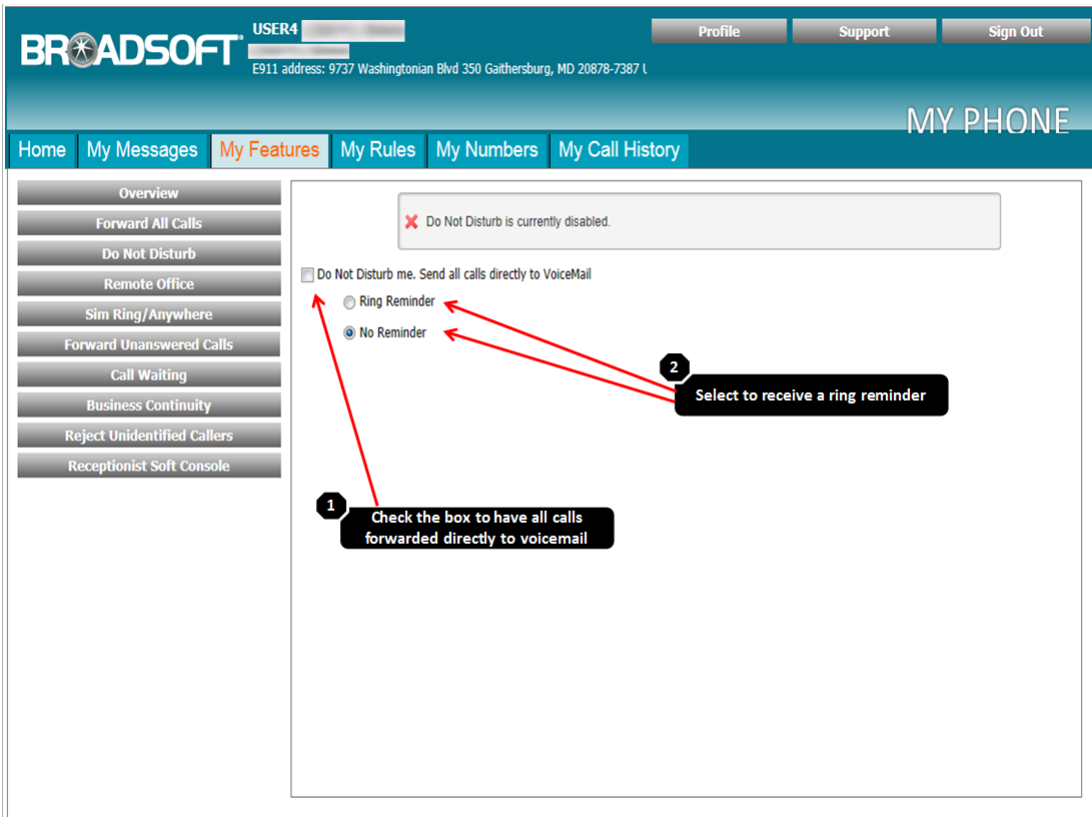 BROADSOFT
USER4
E911 address: 9737 Washingtonian Blvd 350 Gaithersburg, MD 20878-7387 U
Profile
Support
Sign Out
MY PHONE
Home
My Messages
My Features
My Rules
My Numbers
My Call History
Overview
Forward All Calls
Do Not Disturb
Remote Office
Sim Ring/Anywhere
Forward Unanswered Calls
Call Waiting
Business Continuity
Reject Unidentified Callers
Receptionist Soft Console
Do Not Disturb is currently disabled.
Do Not Disturb me. Send all calls directly to VoiceMail
Ring Reminder
No Reminder
2
Select to receive a ring reminder
1
Check the box to have all calls
forwarded directly to voicemail